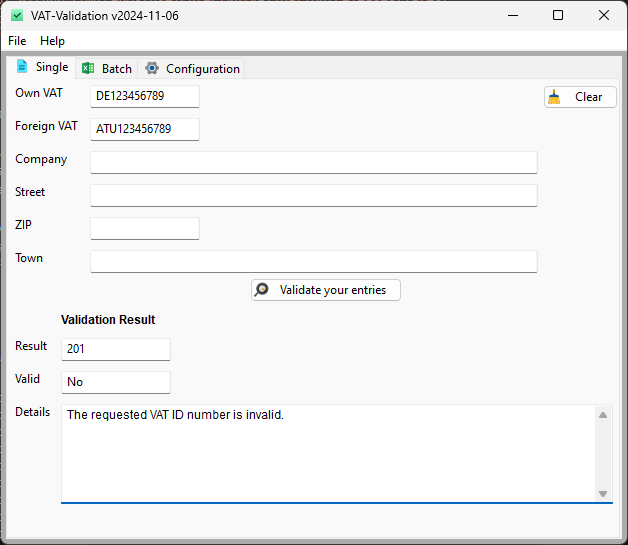 VAT-Validation v2024-11-06
File Help
Single Batch Configuration
Own VAT DE123456789 Clear
Foreign VAT ATU123456789
Company
Street
ZIP
Town
Validate your entries
Validation Result
Result 201
Valid No
Details The requested VAT ID number is invalid.